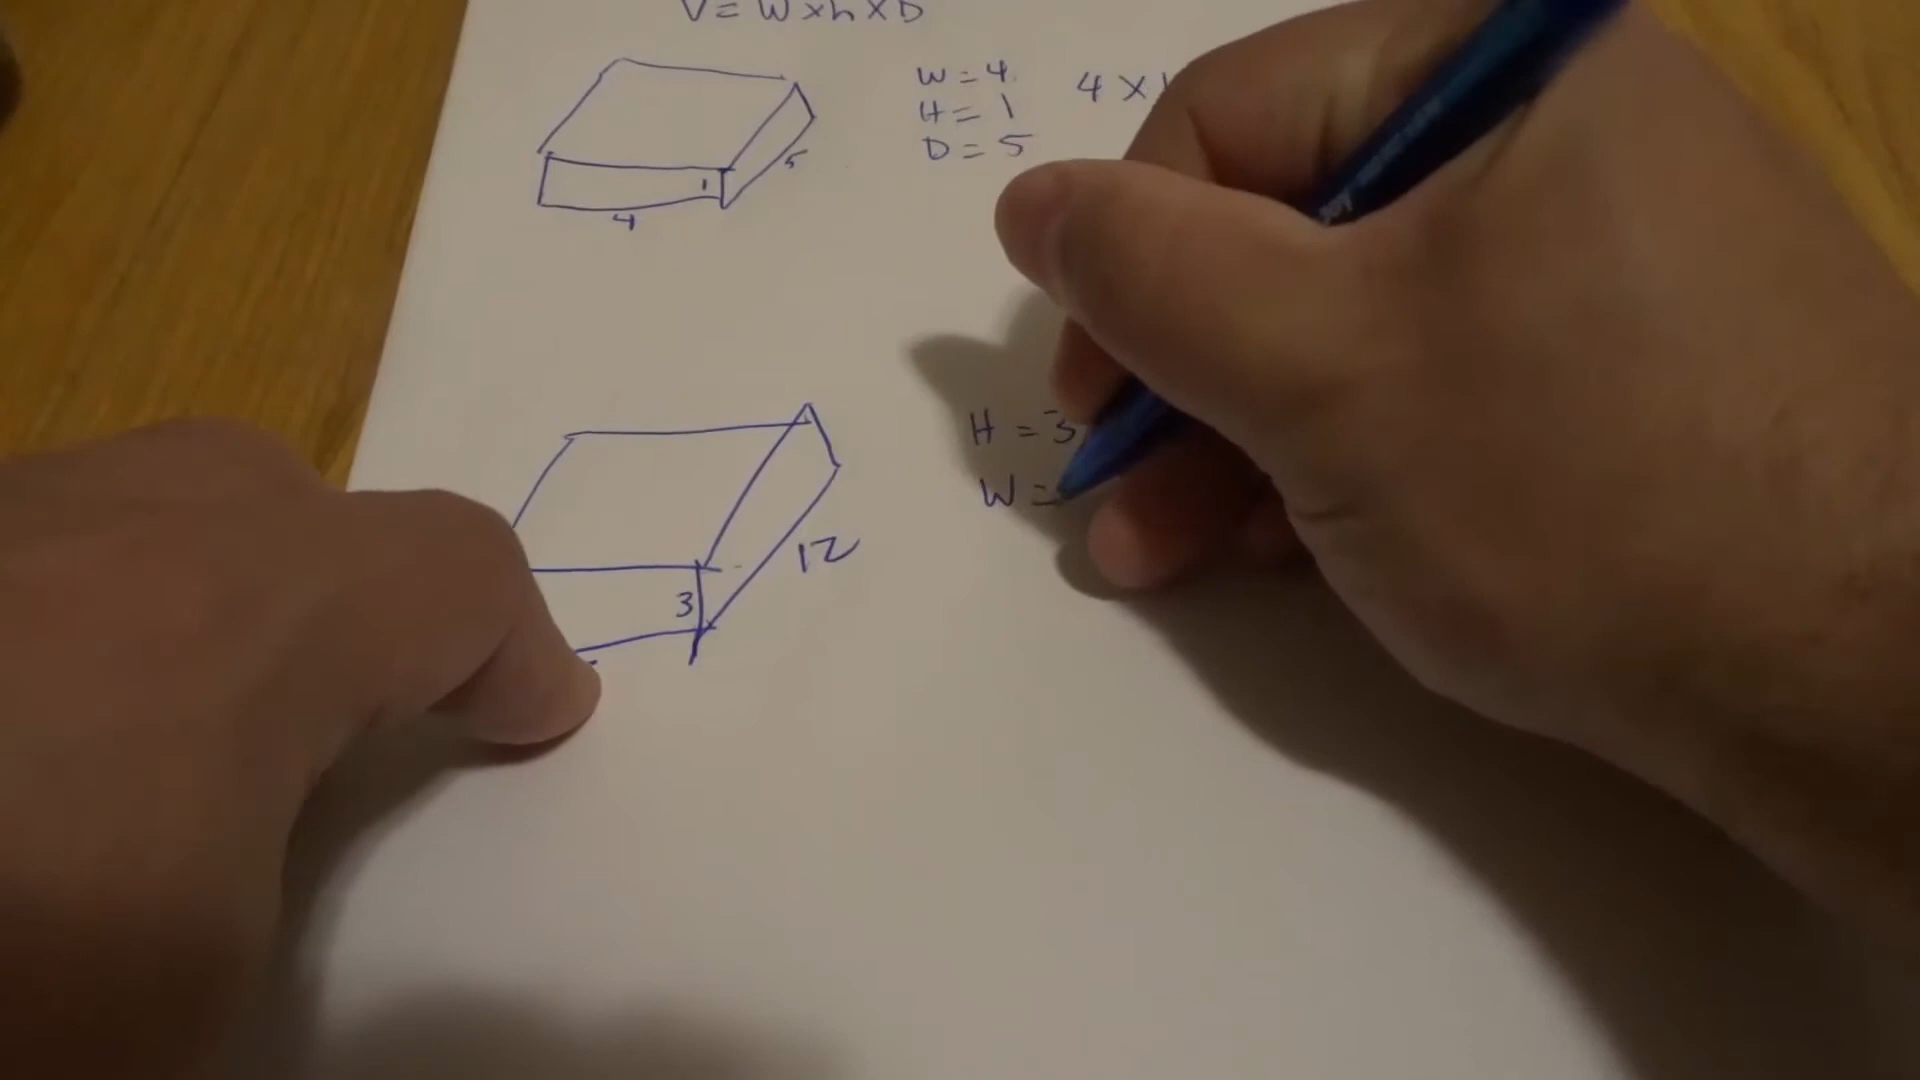 V = W x h x D
W = 4
H = 1
D = 5
4 x
1
5
4
H = 3
W =
12
3